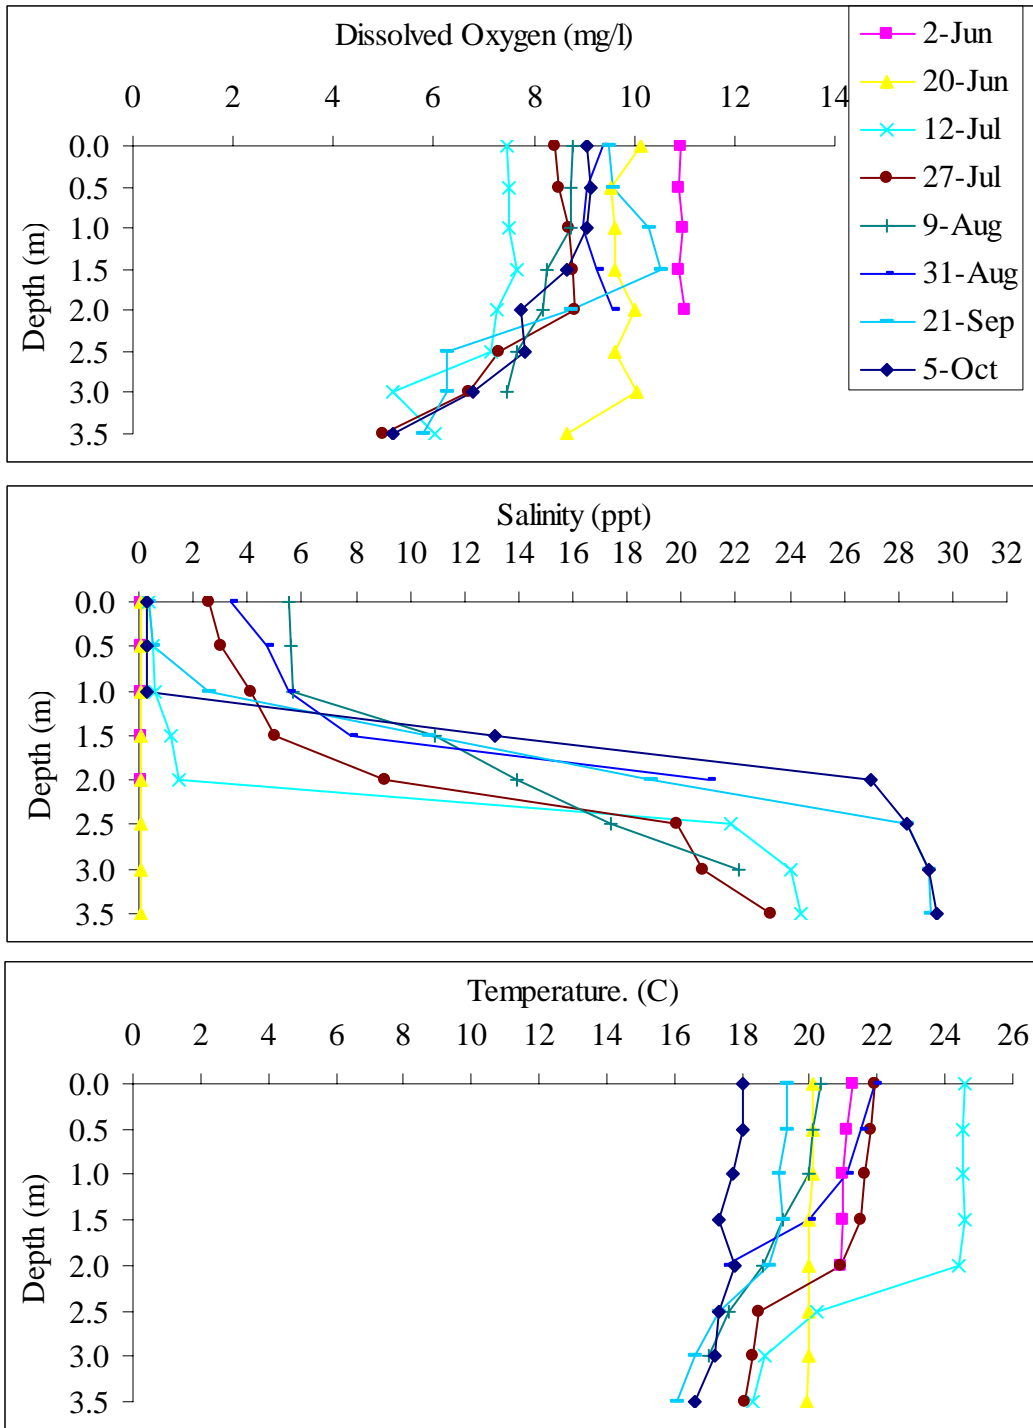 Dissolved Oxygen (mg/l)
0 2 4 6 8 10 12 14
0.0
0.5
1.0
1.5
2.0
2.5
3.0
3.5
Depth (m)
2-Jun
20-Jun
12-Jul
27-Jul
9-Aug
31-Aug
21-Sep
5-Oct
Salinity (ppt)
0 2 4 6 8 10 12 14 16 18 20 22 24 26 28 30 32
0.0
0.5
1.0
1.5
2.0
2.5
3.0
3.5
Depth (m)
Temperature. (C)
0 2 4 6 8 10 12 14 16 18 20 22 24 26
0.0
0.5
1.0
1.5
2.0
2.5
3.0
3.5
Depth (m)